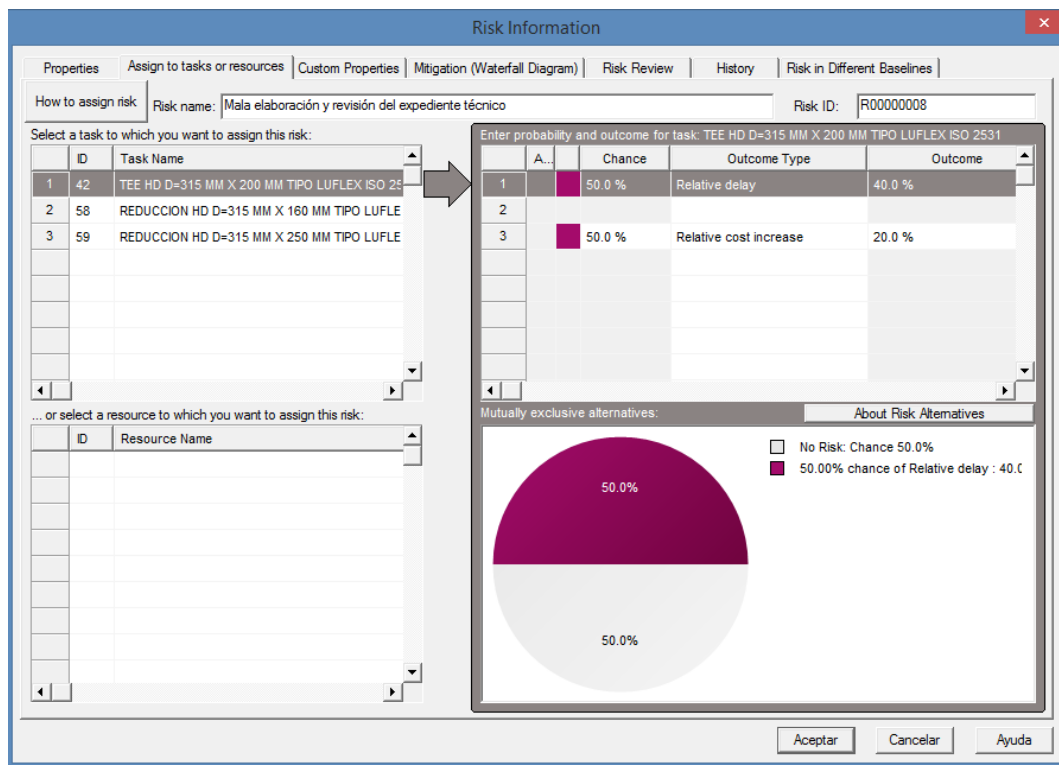 Risk Information
Properties
Assign to tasks or resources
Custom Properties
Mitigation (Waterfall Diagram)
Risk Review
History
Risk in Different Baselines
How to assign risk
Risk name: Mala elaboración y revisión del expediente técnico
Risk ID: R00000008
Select a task to which you want to assign this risk:
ID Task Name
1 42 TEE HD D=315 MM X 200 MM TIPO LUFLEX ISO 25
2 58 REDUCCION HD D=315 MM X 160 MM TIPO LUFLE
3 59 REDUCCION HD D=315 MM X 250 MM TIPO LUFLE
Enter probability and outcome for task: TEE HD D=315 MM X 200 MM TIPO LUFLEX ISO 2531
A... Chance Outcome Type Outcome
1 50.0 % Relative delay 40.0 %
2
3 50.0 % Relative cost increase 20.0 %
... or select a resource to which you want to assign this risk:
ID Resource Name
Mutually exclusive alternatives:
About Risk Alternatives
50.0%
50.0%
No Risk: Chance 50.0%
50.00% chance of Relative delay : 40.0
Aceptar
Cancelar
Ayuda